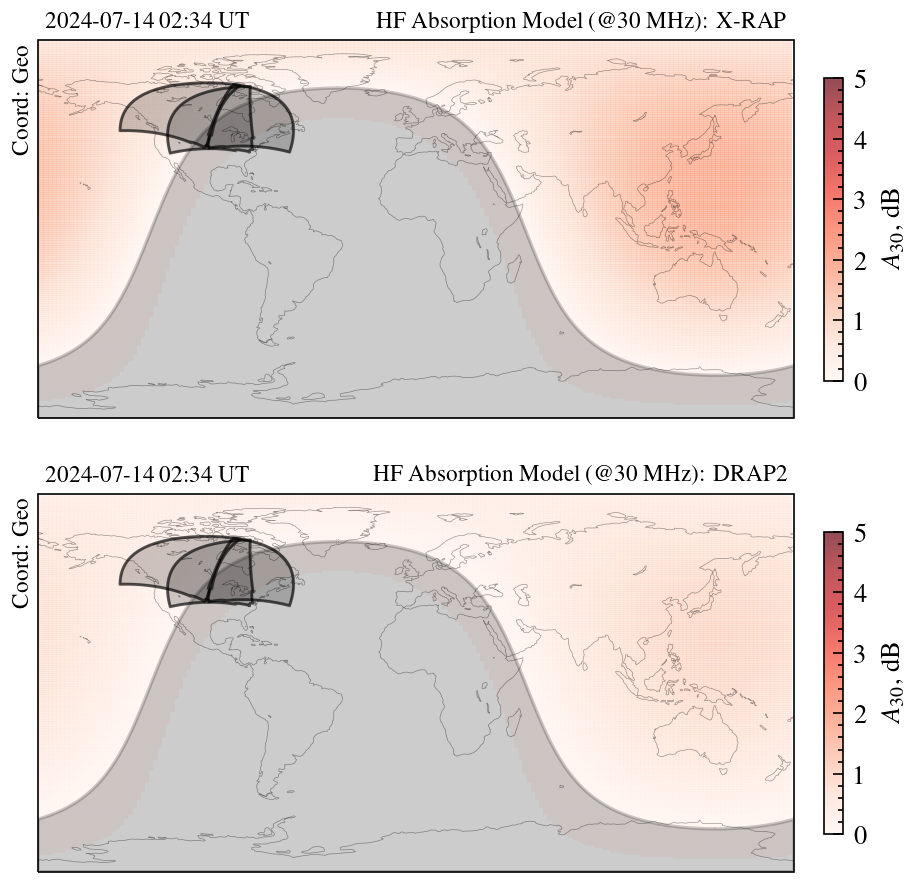 2024-07-14 02:34 UT
HF Absorption Model (@30 MHz): X-RAP
Coord: Geo
5
4
3
2
1
0
A30, dB
2024-07-14 02:34 UT
HF Absorption Model (@30 MHz): DRAP2
Coord: Geo
5
4
3
2
1
0
A30, dB